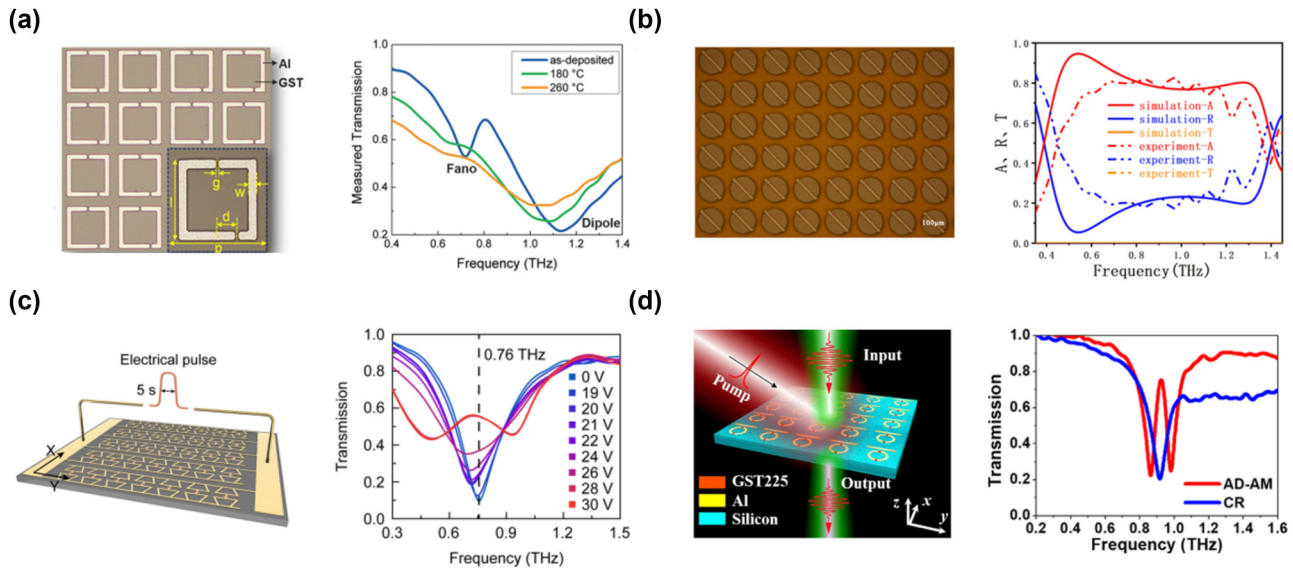 (a)
Al
GST
g
w
l
d
p
Measured Transmission
1.0
0.8
0.6
0.4
0.2
as-deposited
180 °C
260 °C
Fano
Dipole
0.4 0.6 0.8 1.0 1.2 1.4
Frequency (THz)
(b)
100μm
A、R、T
1.0
0.8
0.6
0.4
0.2
0.0
simulation-A
simulation-R
simulation-T
experiment-A
experiment-R
experiment-T
0.4 0.6 0.8 1.0 1.2 1.4
Frequency(THz)
(c)
Electrical pulse
5 s
X
Y
Transmission
1.0
0.8
0.6
0.4
0.2
0.0
0.76 THz
0 V
19 V
20 V
21 V
22 V
24 V
26 V
28 V
30 V
0.3 0.6 0.9 1.2 1.5
Frequency (THz)
(d)
Input
Pump
Output
GST225
Al
Silicon
z
x
y
Transmission
1.0
0.8
0.6
0.4
0.2
0.0
AD-AM
CR
0.2 0.4 0.6 0.8 1.0 1.2 1.4 1.6
Frequency (THz)